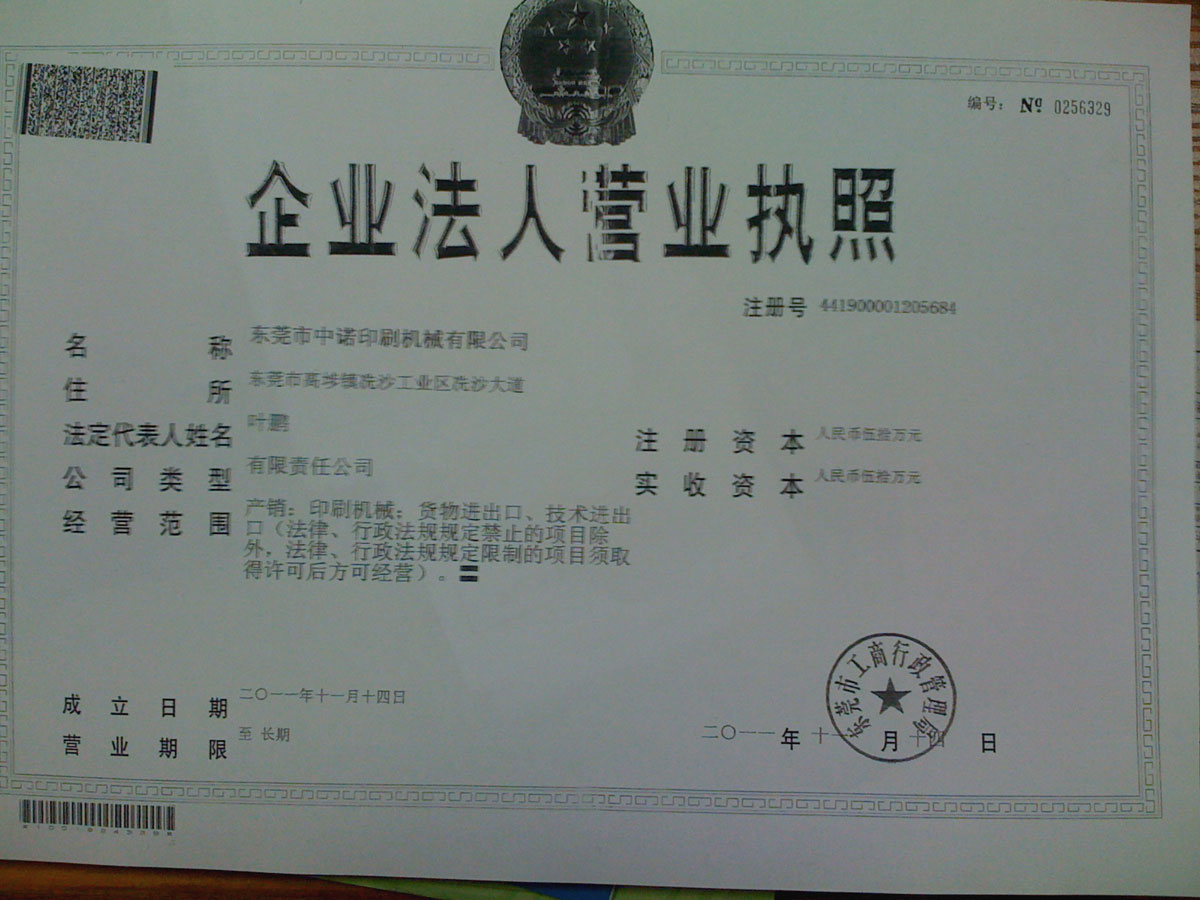 编号： Nº 0256329
企业法人营业执照
注册号 441900001205684
名称 东莞市中诺印刷机械有限公司
住所 东莞市高埗镇冼沙工业区冼沙大道
法定代表人姓名 叶鹏
注册资本 人民币伍拾万元
公司类型 有限责任公司
实收资本 人民币伍拾万元
经营范围 产销：印刷机械；货物进出口、技术进出
口（法律、行政法规规定禁止的项目除
外，法律、行政法规规定限制的项目须取
得许可后方可经营）。
成立日期 二〇一一年十一月十四日
营业期限 至 长期
东莞市工商行政管理局
二〇一一年十一月十四日